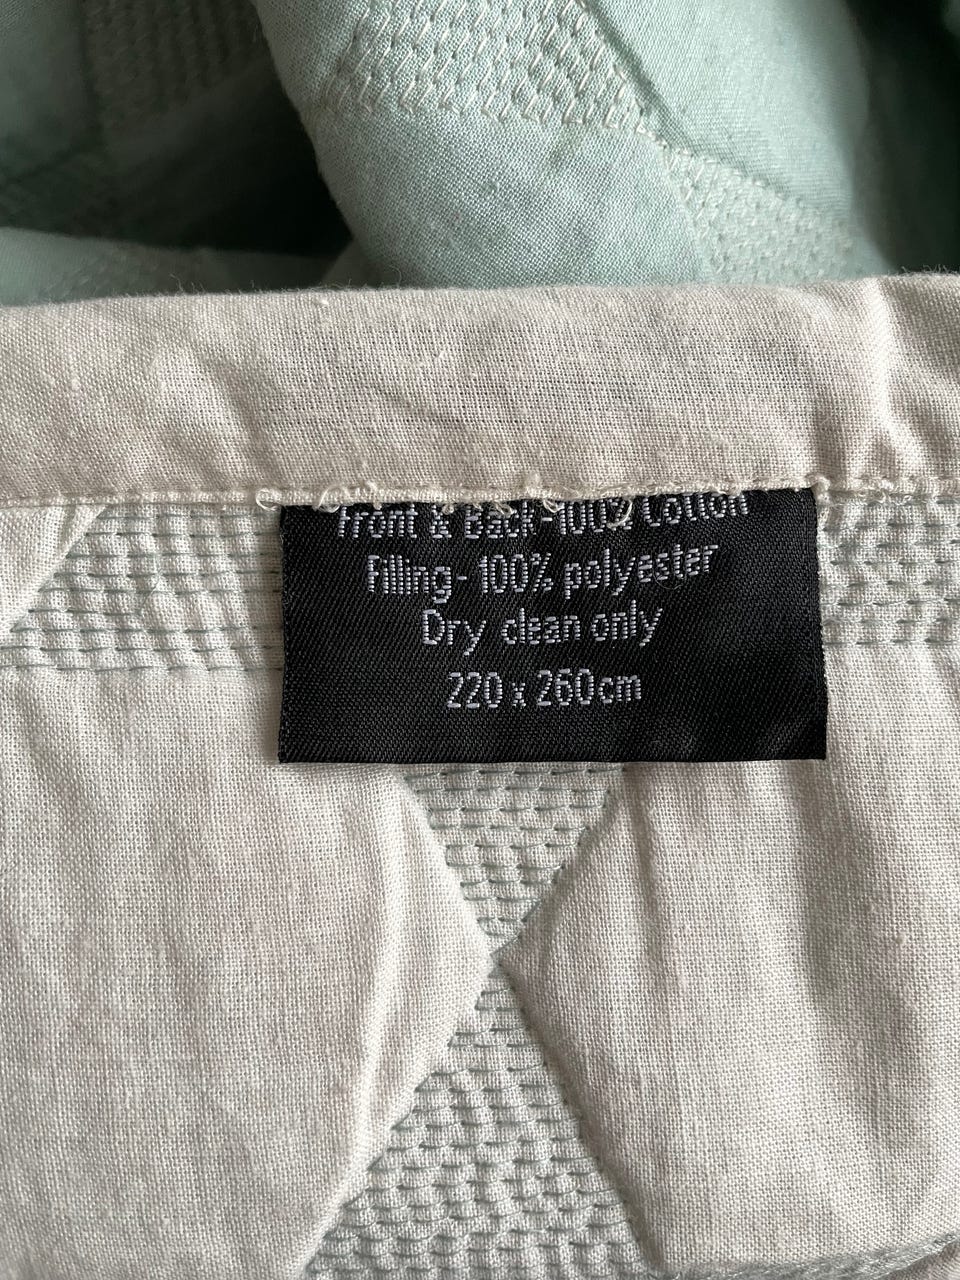 Front & Back-100% Cotton
Filling- 100% polyester
Dry clean only
220 x 260cm